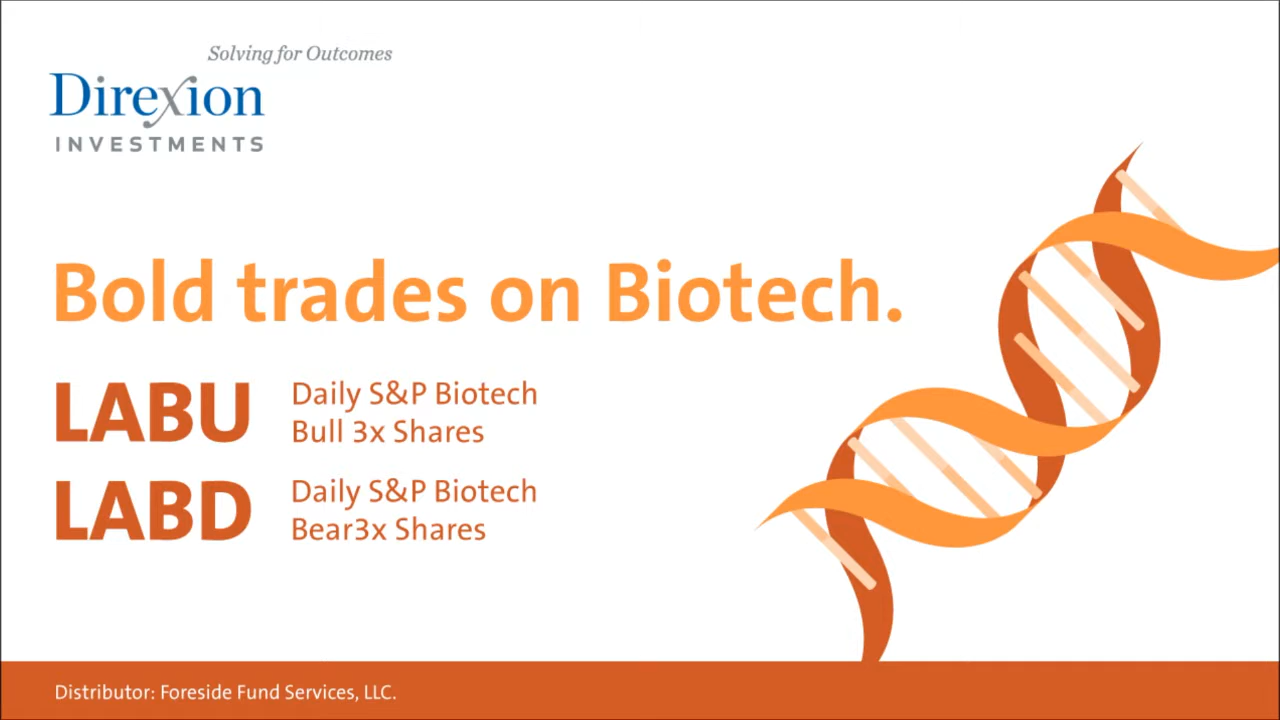 Solving for Outcomes
Direxion
INVESTMENTS
Bold trades on Biotech.
LABU
Daily S&P Biotech
Bull 3x Shares
LABD
Daily S&P Biotech
Bear3x Shares
Distributor: Foreside Fund Services, LLC.